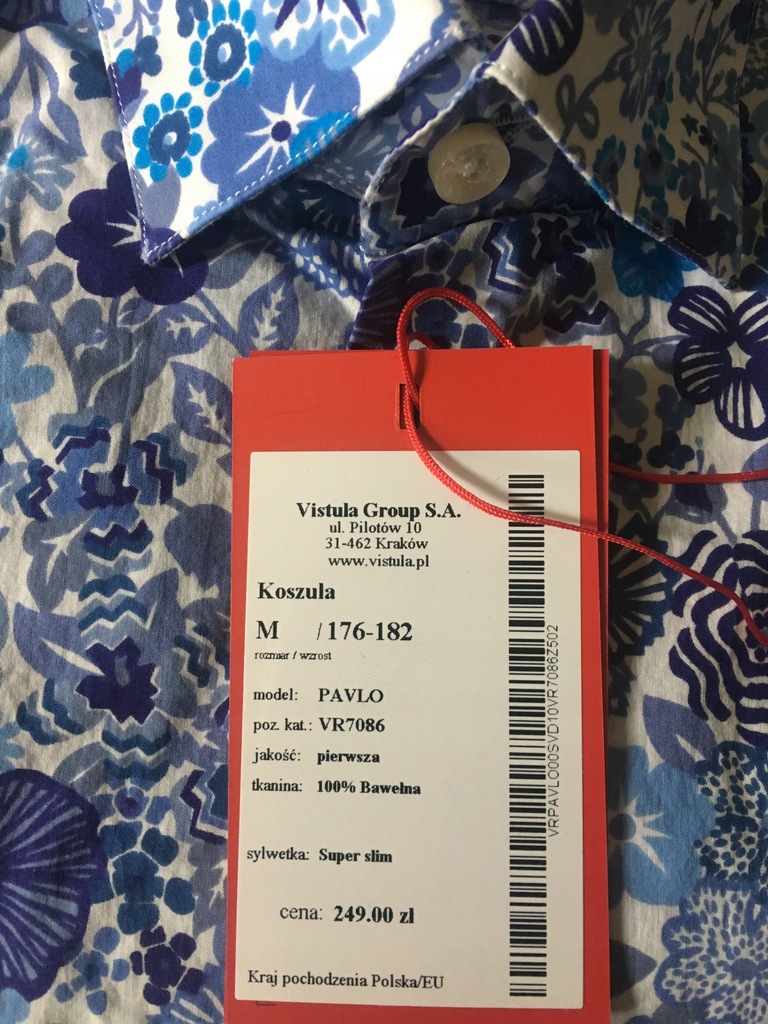 Vistula Group S.A.
ul. Pilotów 10
31-462 Kraków
www.vistula.pl
Koszula
M / 176-182
rozmiar / wzrost
model: PAVLO
poz. kat.: VR7086
jakość: pierwsza
tkanina: 100% Bawełna
sylwetka: Super slim
cena: 249.00 zł
Kraj pochodzenia Polska/EU
VRPAVLO00SVD10VR7086Z502